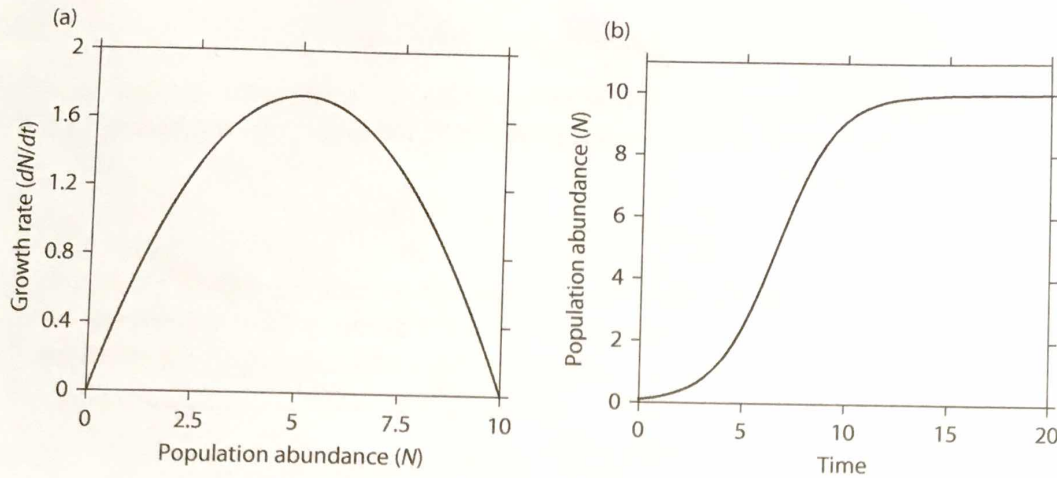 (a)
2
1.6
1.2
0.8
0.4
0
Growth rate (dN/dt)
0 2.5 5 7.5 10
Population abundance (N)
(b)
10
8
6
4
2
0
Population abundance (N)
0 5 10 15 20
Time